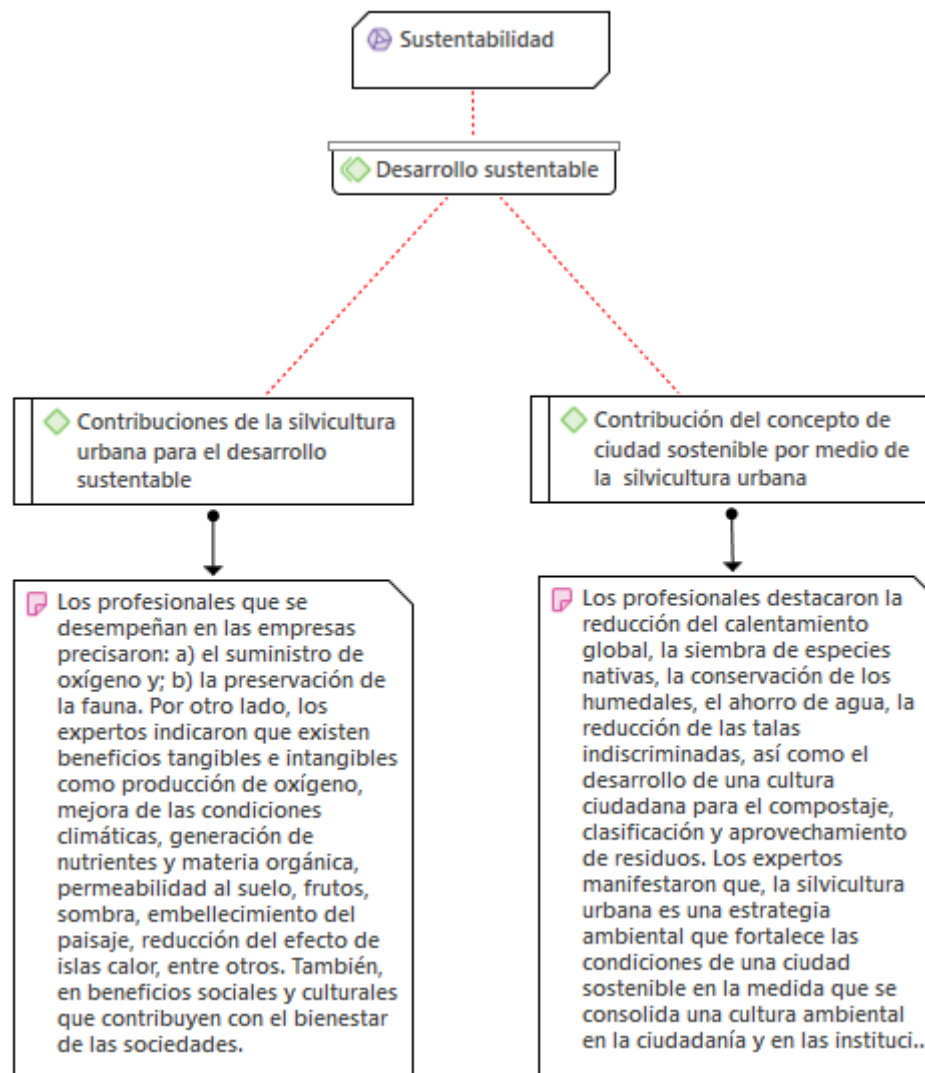 Sustentabilidad
Desarrollo sustentable
Contribuciones de la silvicultura
urbana para el desarrollo
sustentable
Los profesionales que se
desempeñan en las empresas
precisaron: a) el suministro de
oxígeno y; b) la preservación de
la fauna. Por otro lado, los
expertos indicaron que existen
beneficios tangibles e intangibles
como producción de oxígeno,
mejora de las condiciones
climáticas, generación de
nutrientes y materia orgánica,
permeabilidad al suelo, frutos,
sombra, embellecimiento del
paisaje, reducción del efecto de
islas calor, entre otros. También,
en beneficios sociales y culturales
que contribuyen con el bienestar
de las sociedades.
Contribución del concepto de
ciudad sostenible por medio de
la silvicultura urbana
Los profesionales destacaron la
reducción del calentamiento
global, la siembra de especies
nativas, la conservación de los
humedales, el ahorro de agua, la
reducción de las talas
indiscriminadas, así como el
desarrollo de una cultura
ciudadana para el compostaje,
clasificación y aprovechamiento
de residuos. Los expertos
manifestaron que, la silvicultura
urbana es una estrategia
ambiental que fortalece las
condiciones de una ciudad
sostenible en la medida que se
consolida una cultura ambiental
en la ciudadanía y en las instituci..